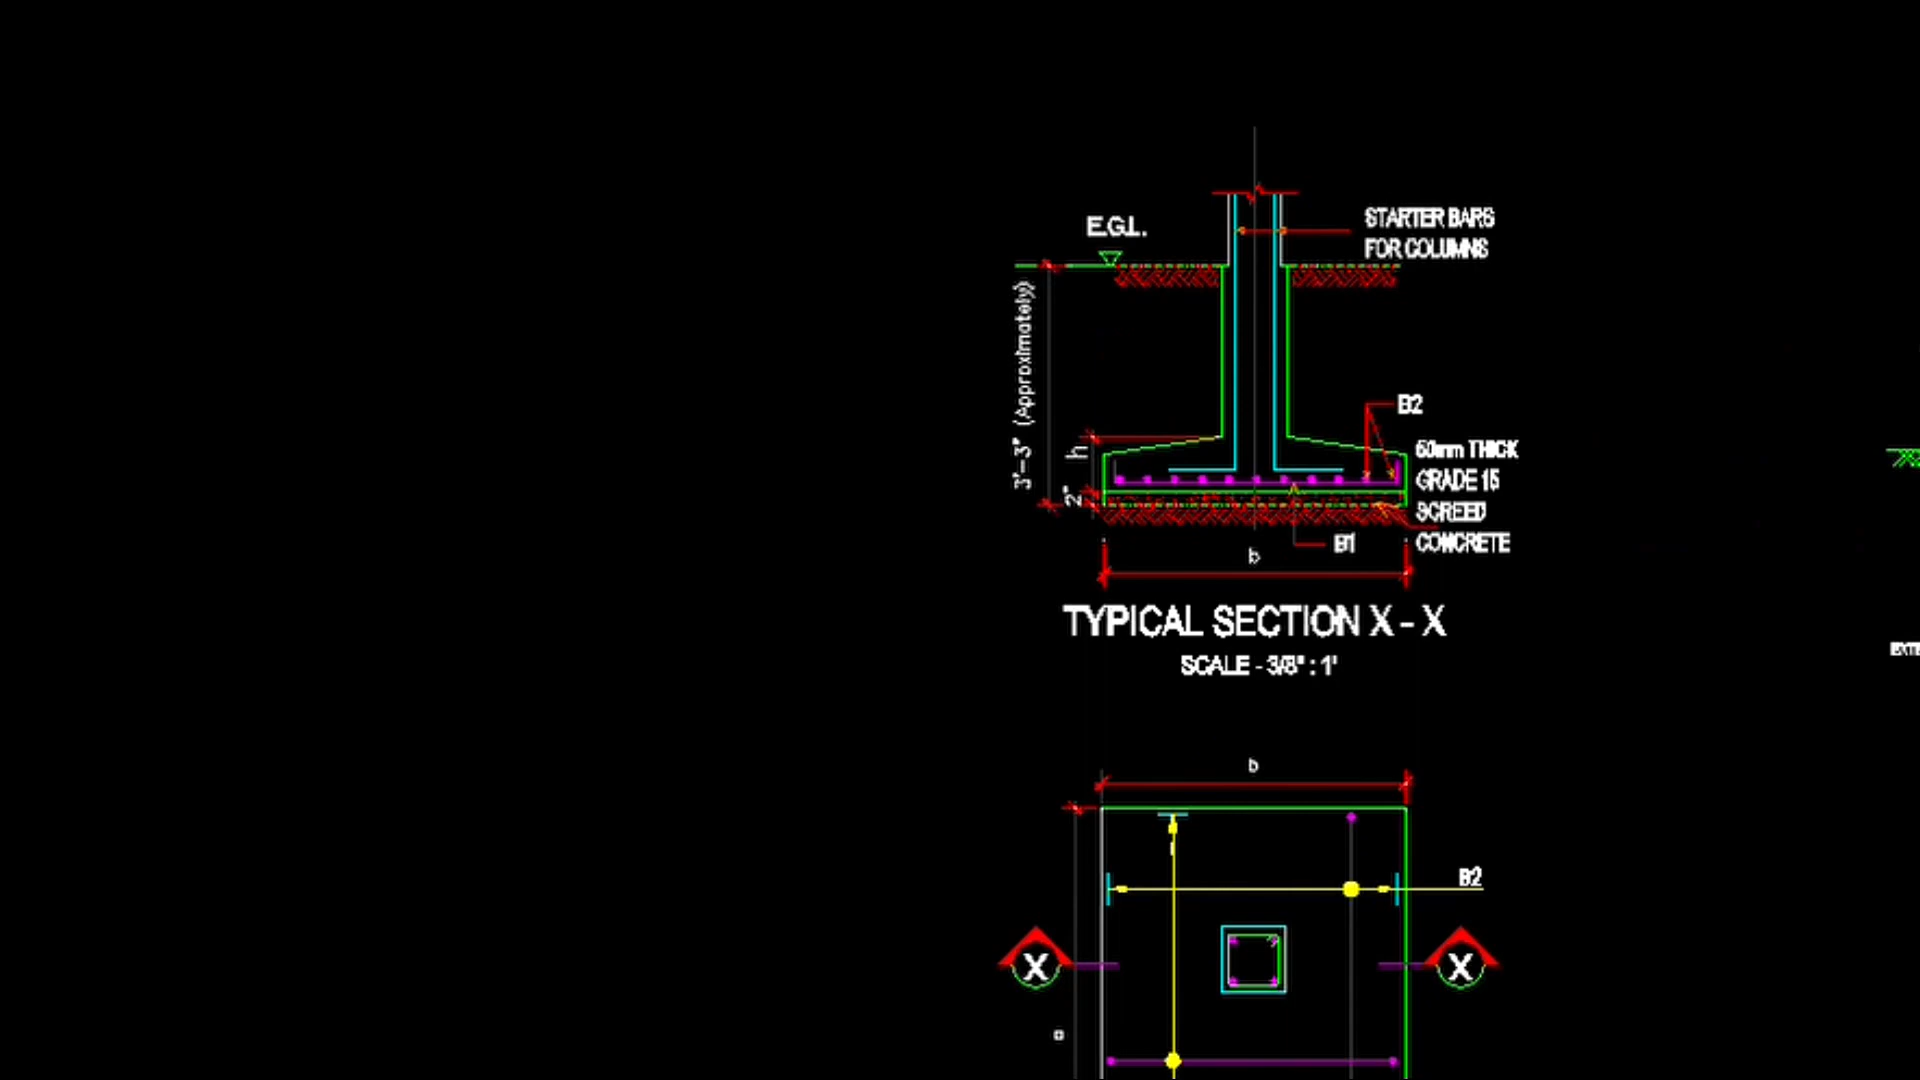 E.G.L.
STARTER BARS
FOR COLUMNS
3'-3" (Approximately)
B2
h
50mm THICK
GRADE 15
SCREED
CONCRETE
2"
B1
b
TYPICAL SECTION X - X
SCALE - 3/8" : 1'
b
B2
X
X